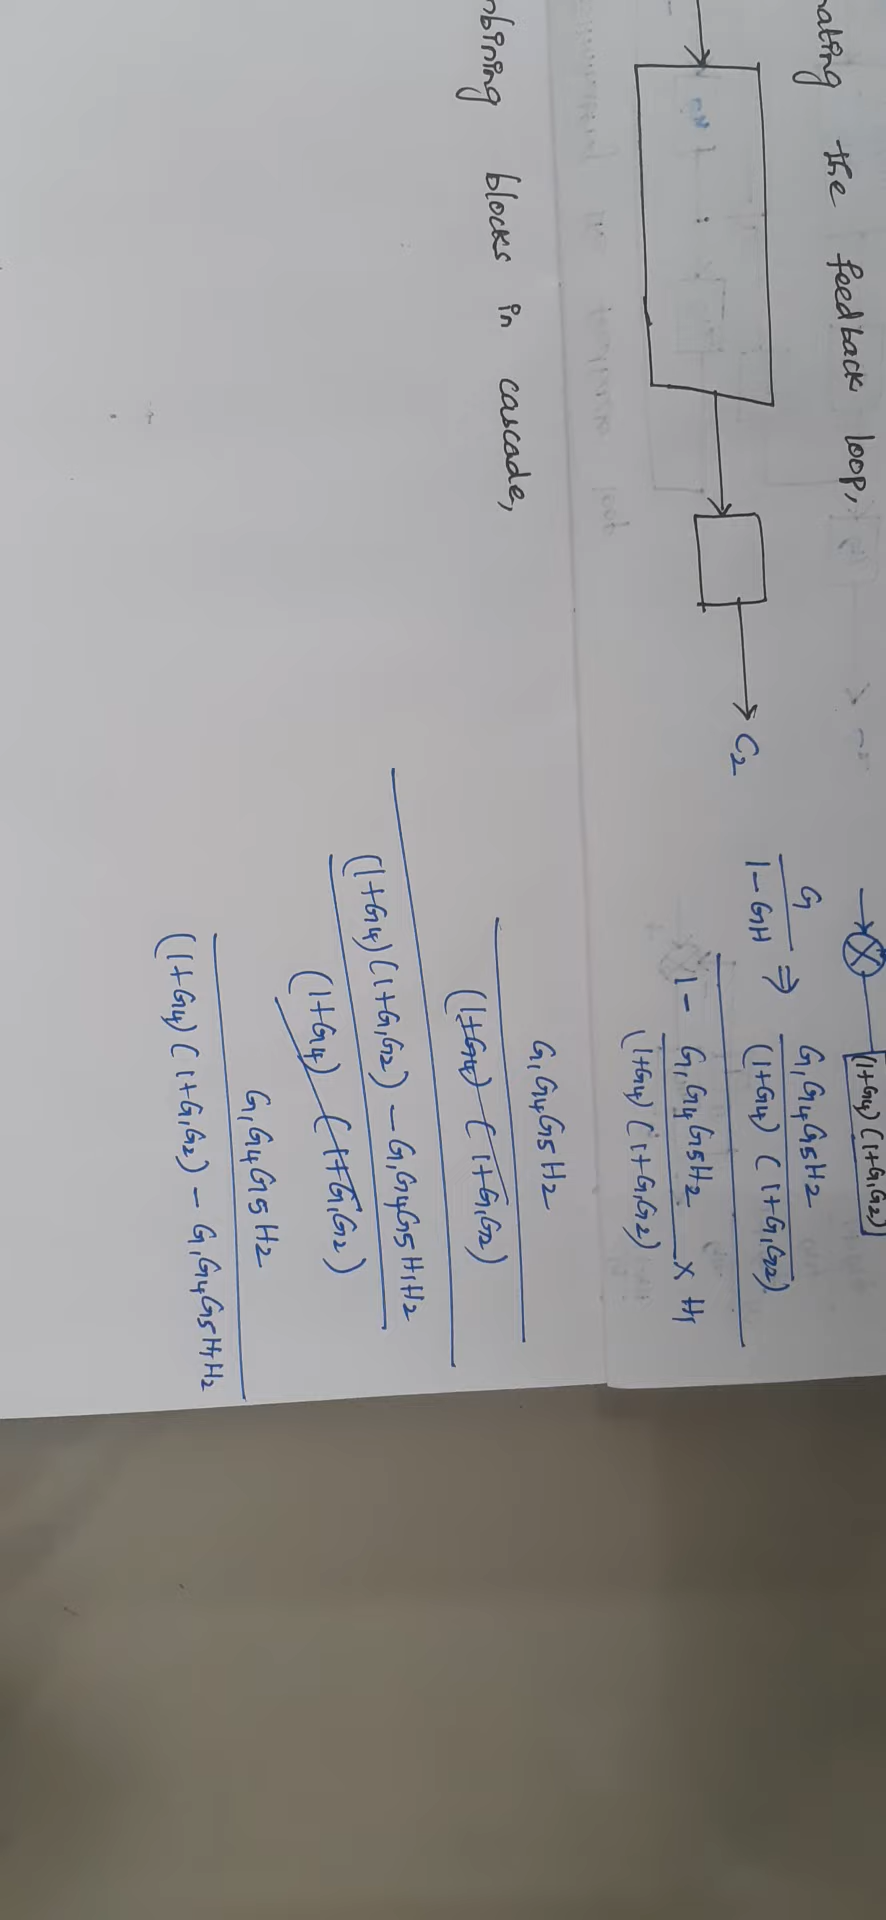 nating the feedback loop,
C2
nbining blocks in cascade,
(1+G4) (1+G1G2)
G / 1-GH ⇒ G1G4G5H2 / (1+G4) (1+G1G2)
1 - G1G4G5H2 / (1+G4) (1+G1G2) × H1
G1G4G5H2
(1+G4) (1+G1G2)
(1+G4) (1+G1G2) - G1G4G5H1H2
(1+G4) (1+G1G2)
G1G4G5H2
(1+G4) (1+G1G2) - G1G4G5H1H2